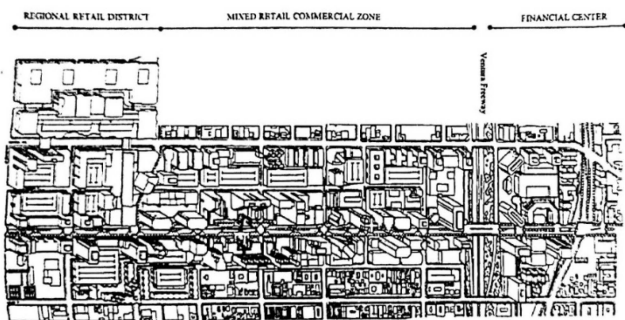 REGIONAL RETAIL DISTRICT
MIXED RETAIL COMMERCIAL ZONE
FINANCIAL CENTER
Ventura Freeway